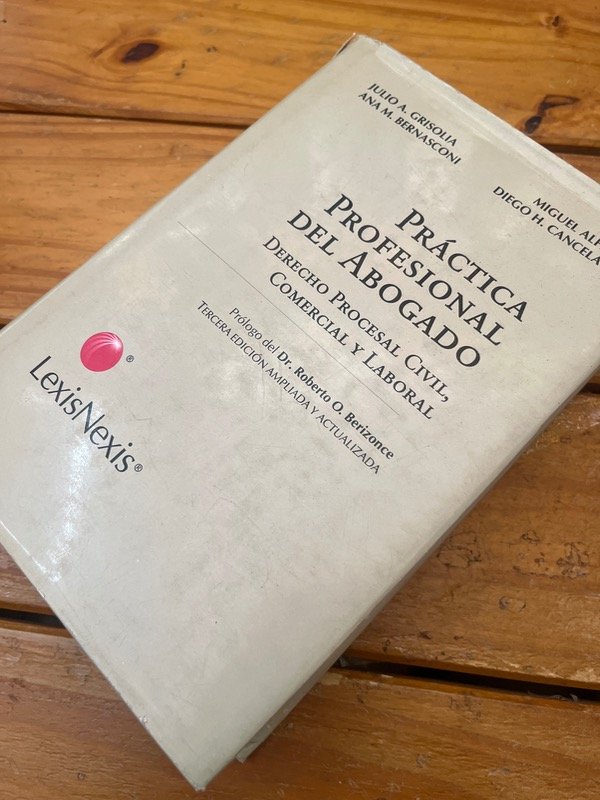 JULIO A. GRISOLIA
ANA M. BERNASCONI
MIGUEL
DIEGO H.
PRÁCTICA
PROFESIONAL
DEL ABOGADO
DERECHO PROCESAL CIVIL,
COMERCIAL Y LABORAL
Prólogo del Dr. Roberto O. Berizonce
TERCERA EDICIÓN AMPLIADA Y ACTUALIZADA
LexisNexis®